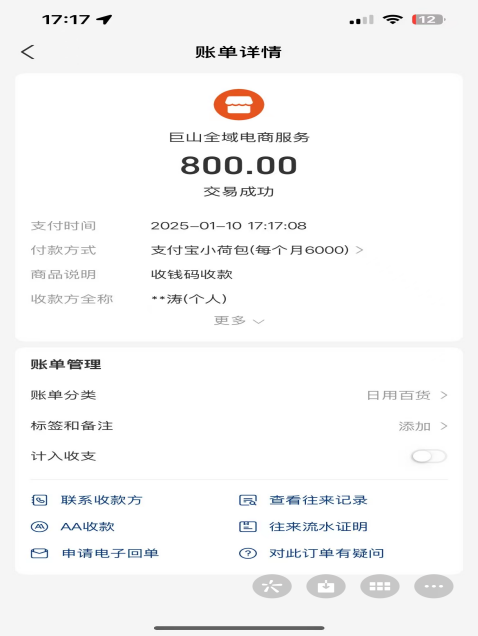 17:17
12
账单详情
巨山全域电商服务
800.00
交易成功
支付时间 2025-01-10 17:17:08
付款方式 支付宝小荷包(每个月6000)
商品说明 收钱码收款
收款方全称 **涛(个人)
更多
账单管理
账单分类 日用百货
标签和备注 添加
计入收支
联系收款方 查看往来记录
AA收款 往来流水证明
申请电子回单 对此订单有疑问